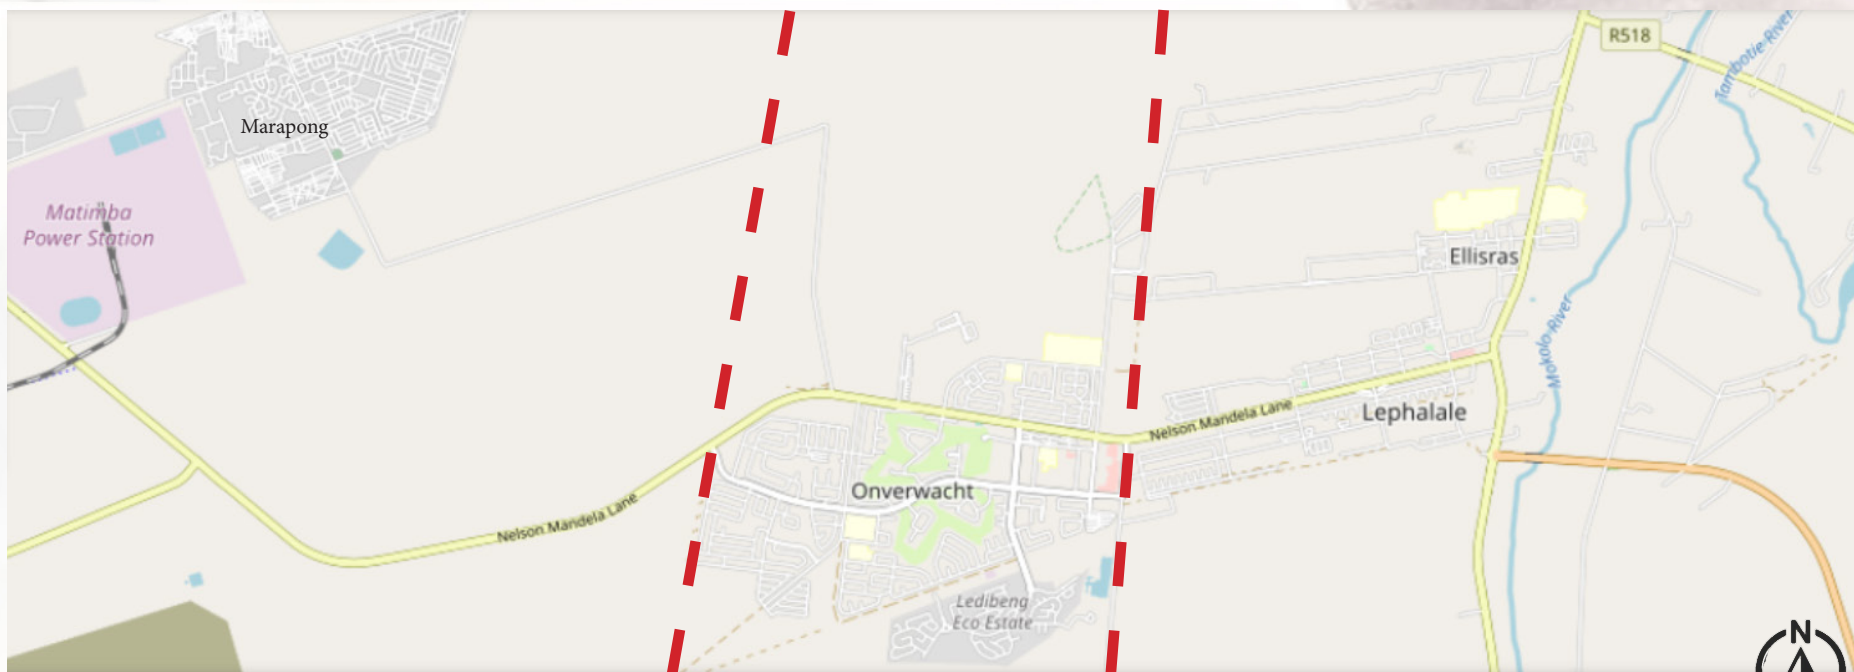 R518
Tambotie River
Marapong
Matimba
Power Station
Ellisras
Mokolo River
Nelson Mandela Lane
Lephalale
Onverwacht
Nelson Mandela Lane
Ledibeng
Eco Estate
N